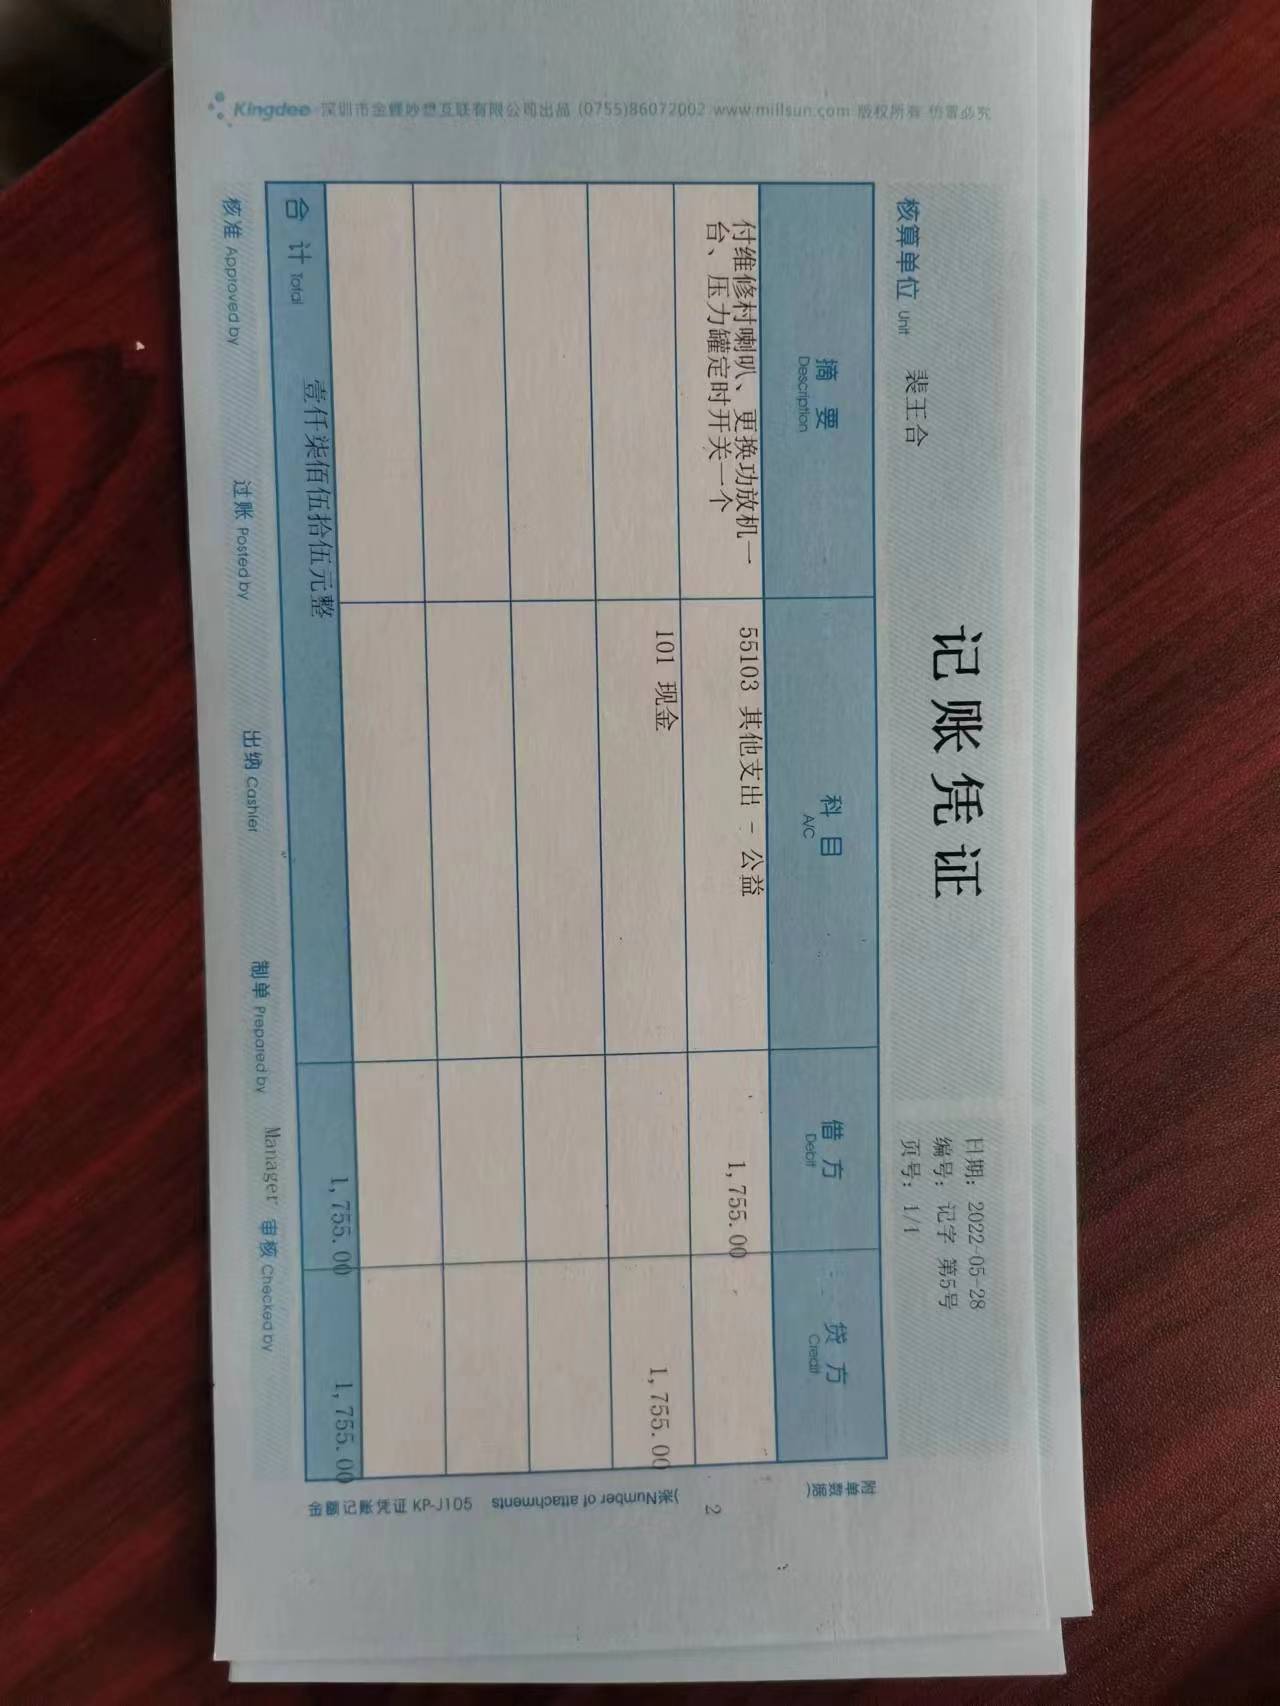 记账凭证
日期：2022-05-28
编号：记字 第5号
页号：1/1
核算单位 Unit 裴王合
摘要 Description
科目 A/C
借方 Debit
贷方 Credit
付维修村喇叭、更换功放机一
台、压力罐定时开关一个
55103 其他支出 - 公益
1,755.00
101 现金
1,755.00
合计 Total
壹仟柒佰伍拾伍元整
1,755.00
1,755.00
附单数据)
2
张Number of attachments)
金蝶记账凭证 KP-J105
核准 Approved by
过账 Posted by
出纳 Cashier
制单 Prepared by Manager
审核 Checked by
Kingdee 深圳市金蝶妙想互联有限公司出品 (0755)86072002 www.millsun.com 版权所有 仿冒必究